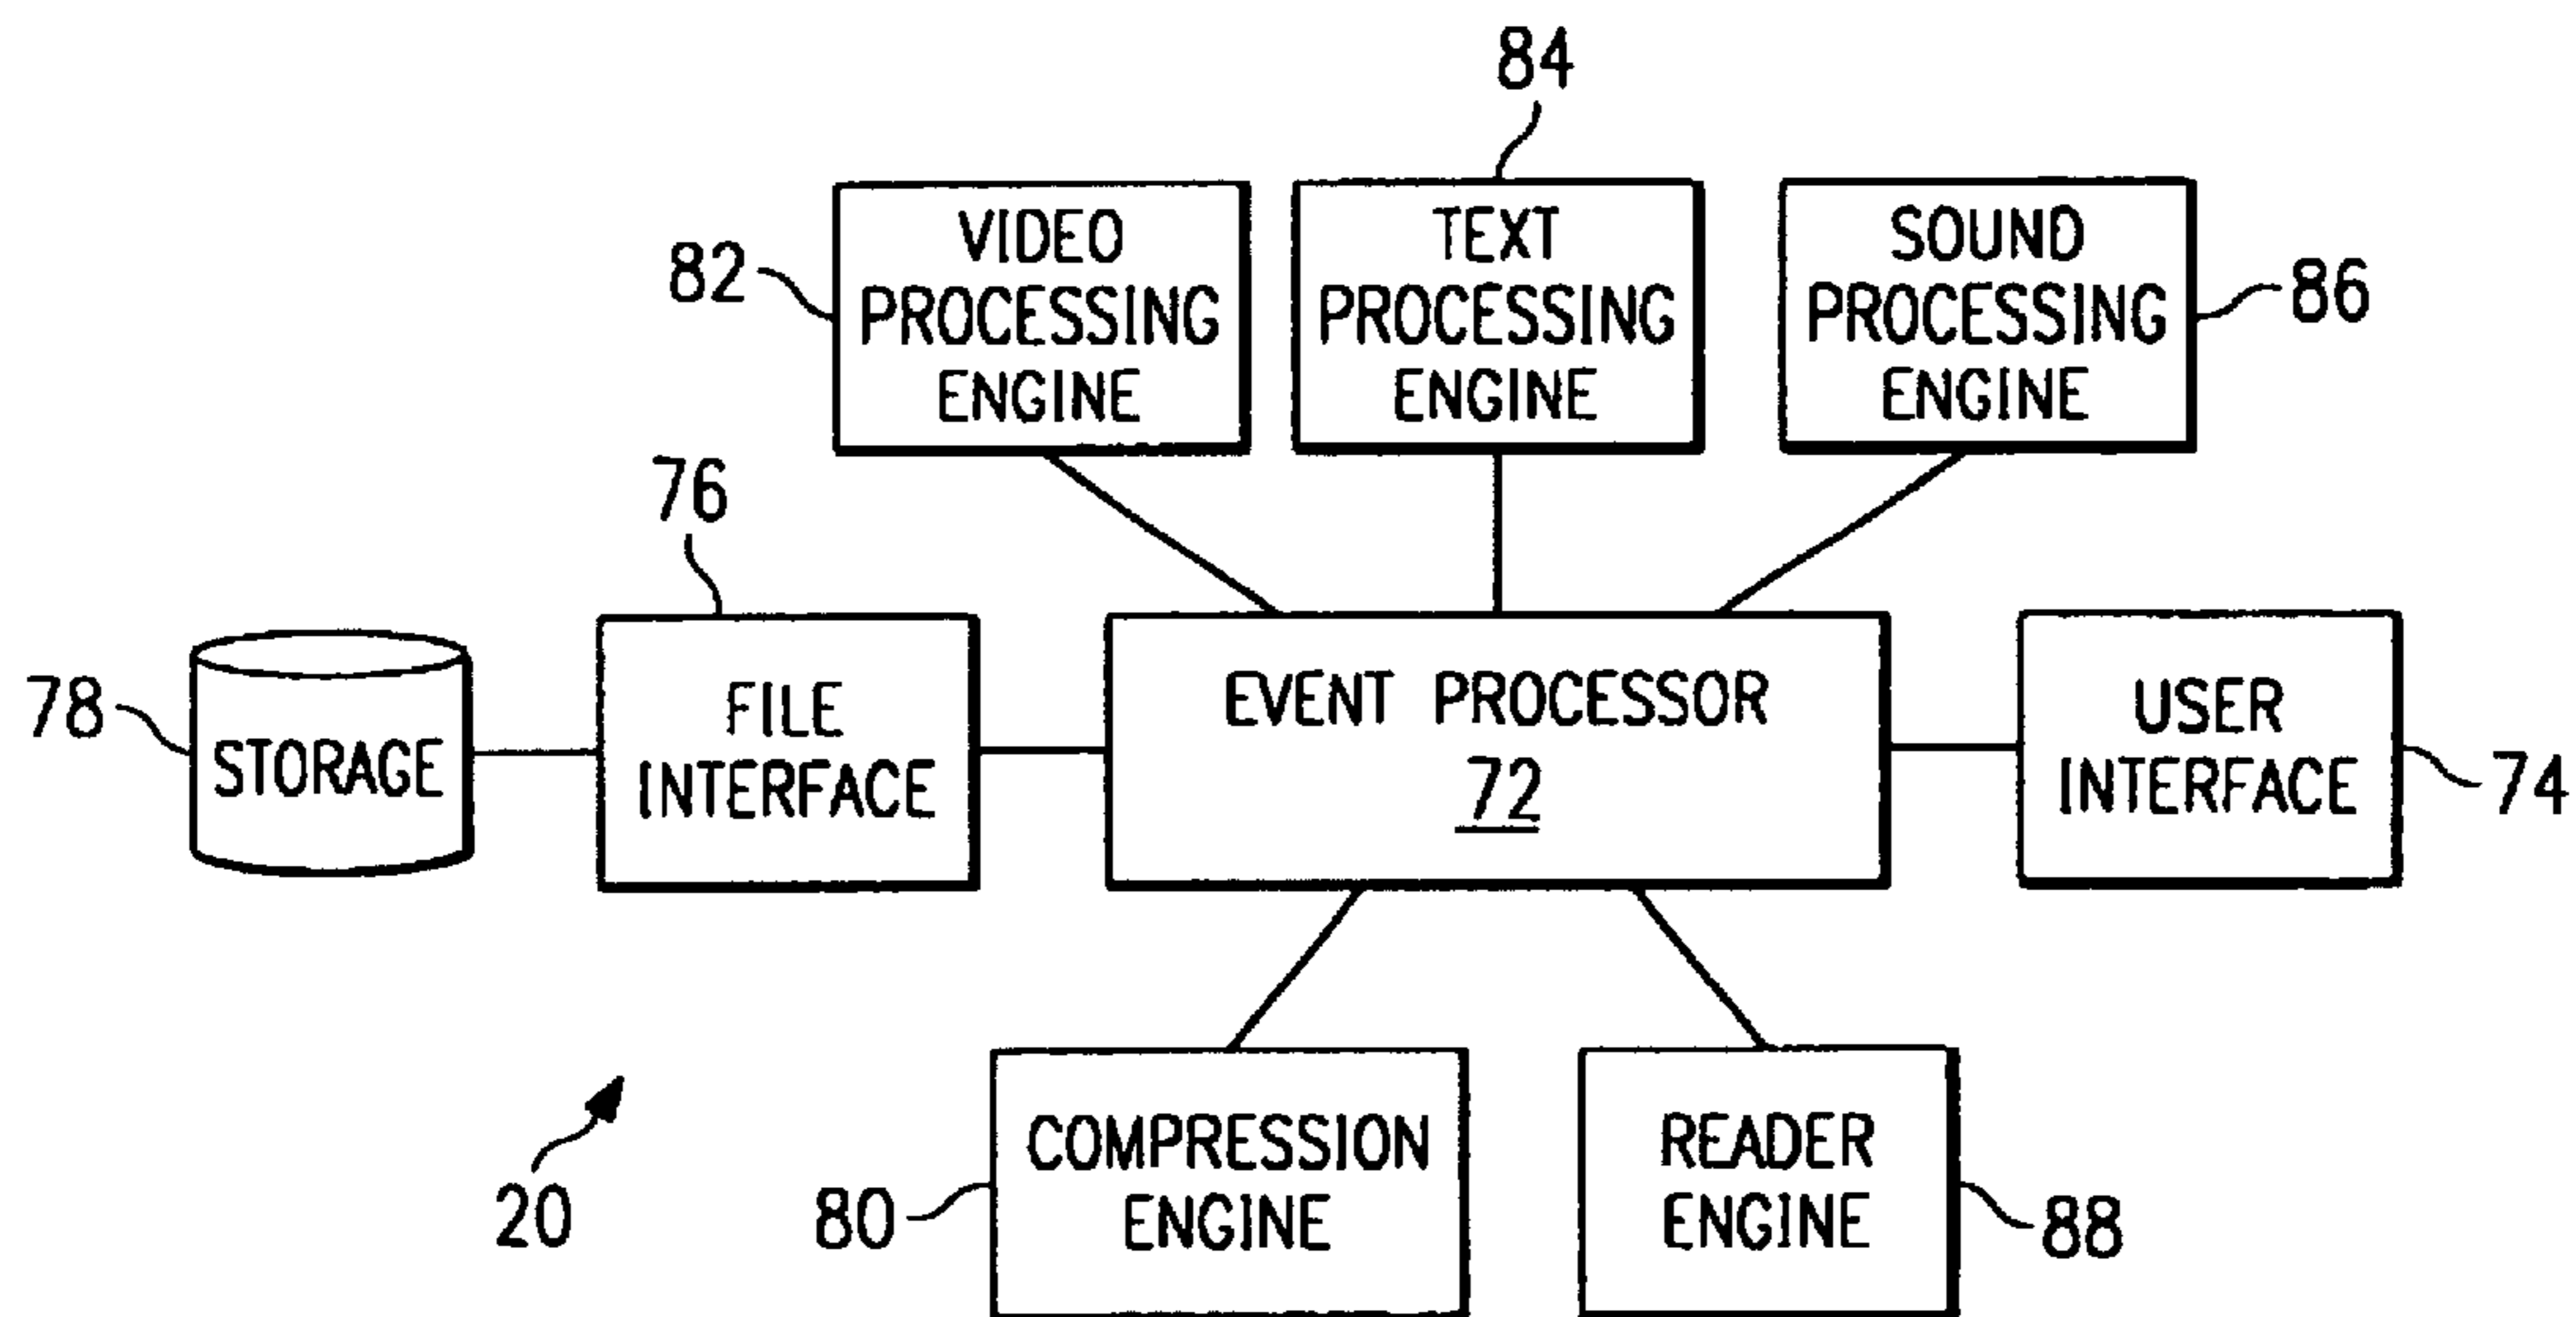 84
VIDEO
PROCESSING
ENGINE
TEXT
PROCESSING
ENGINE
SOUND
PROCESSING
ENGINE
82
86
76
78
STORAGE
FILE
INTERFACE
EVENT PROCESSOR
72
USER
INTERFACE
74
20
80
COMPRESSION
ENGINE
READER
ENGINE
88